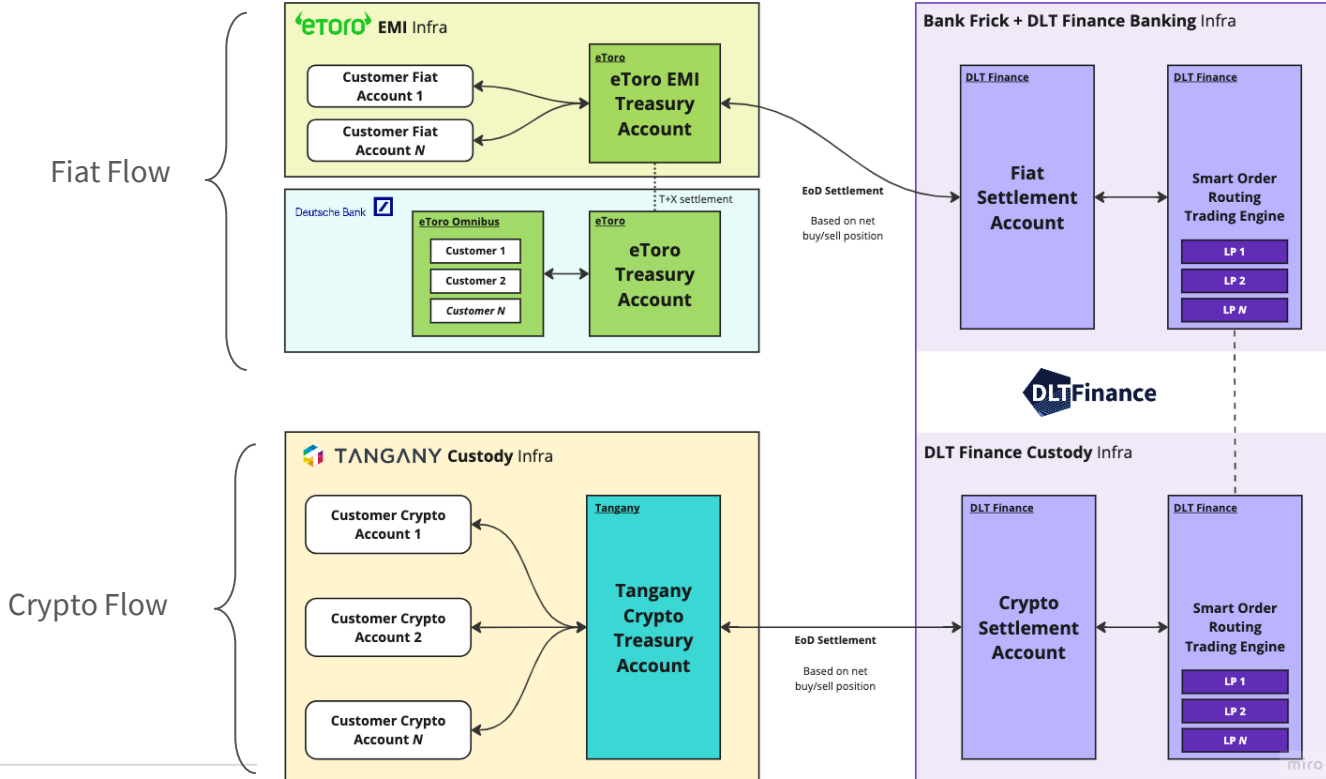 Fiat Flow
eToro EMI Infra
Customer Fiat
Account 1
Customer Fiat
Account N
eToro
eToro EMI
Treasury
Account
T+X settlement
Deutsche Bank
eToro Omnibus
Customer 1
Customer 2
Customer N
eToro
eToro
Treasury
Account
EoD Settlement
Based on net
buy/sell position
Bank Frick + DLT Finance Banking Infra
DLT Finance
Fiat
Settlement
Account
DLT Finance
Smart Order
Routing
Trading Engine
LP 1
LP 2
LP N
DLTFinance
Crypto Flow
TANGANY Custody Infra
Customer Crypto
Account 1
Customer Crypto
Account 2
Customer Crypto
Account N
Tangany
Tangany
Crypto
Treasury
Account
EoD Settlement
Based on net
buy/sell position
DLT Finance Custody Infra
DLT Finance
Crypto
Settlement
Account
DLT Finance
Smart Order
Routing
Trading Engine
LP 1
LP 2
LP N
miro